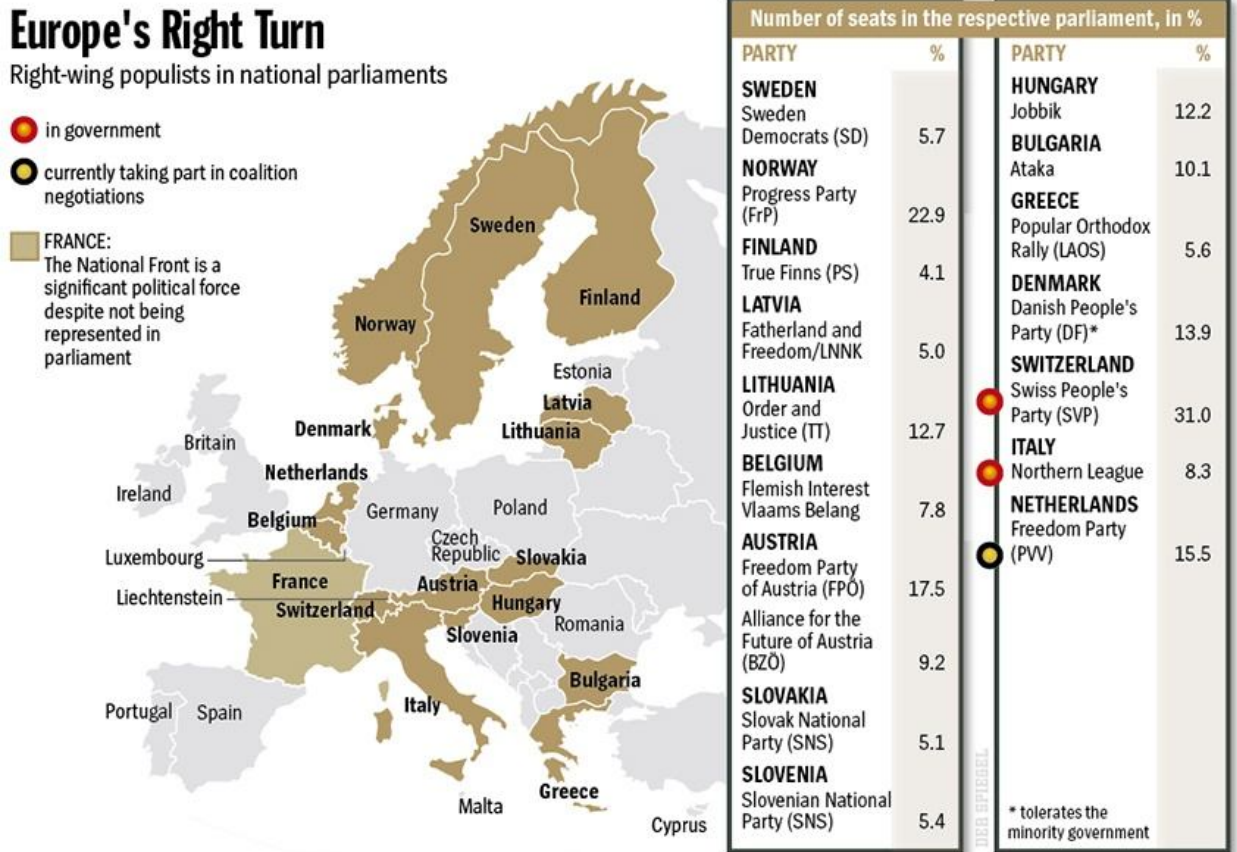 Europe's Right Turn
Right-wing populists in national parliaments
in government
currently taking part in coalition
negotiations
FRANCE:
The National Front is a
significant political force
despite not being
represented in
parliament
Sweden
Finland
Norway
Estonia
Latvia
Denmark
Lithuania
Britain
Netherlands
Ireland
Germany
Poland
Belgium
Czech
Republic
Luxembourg
Slovakia
France
Austria
Liechtenstein
Switzerland
Hungary
Romania
Slovenia
Bulgaria
Italy
Portugal
Spain
Greece
Malta
Cyprus
Number of seats in the respective parliament, in %
PARTY %
SWEDEN
Sweden
Democrats (SD) 5.7
NORWAY
Progress Party
(FrP) 22.9
FINLAND
True Finns (PS) 4.1
LATVIA
Fatherland and
Freedom/LNNK 5.0
LITHUANIA
Order and
Justice (TT) 12.7
BELGIUM
Flemish Interest
Vlaams Belang 7.8
AUSTRIA
Freedom Party
of Austria (FPÖ) 17.5
Alliance for the
Future of Austria
(BZÖ) 9.2
SLOVAKIA
Slovak National
Party (SNS) 5.1
SLOVENIA
Slovenian National
Party (SNS) 5.4
PARTY %
HUNGARY
Jobbik 12.2
BULGARIA
Ataka 10.1
GREECE
Popular Orthodox
Rally (LAOS) 5.6
DENMARK
Danish People's
Party (DF)* 13.9
SWITZERLAND
Swiss People's
Party (SVP) 31.0
ITALY
Northern League 8.3
NETHERLANDS
Freedom Party
(PVV) 15.5
* tolerates the
minority government
DER SPIEGEL